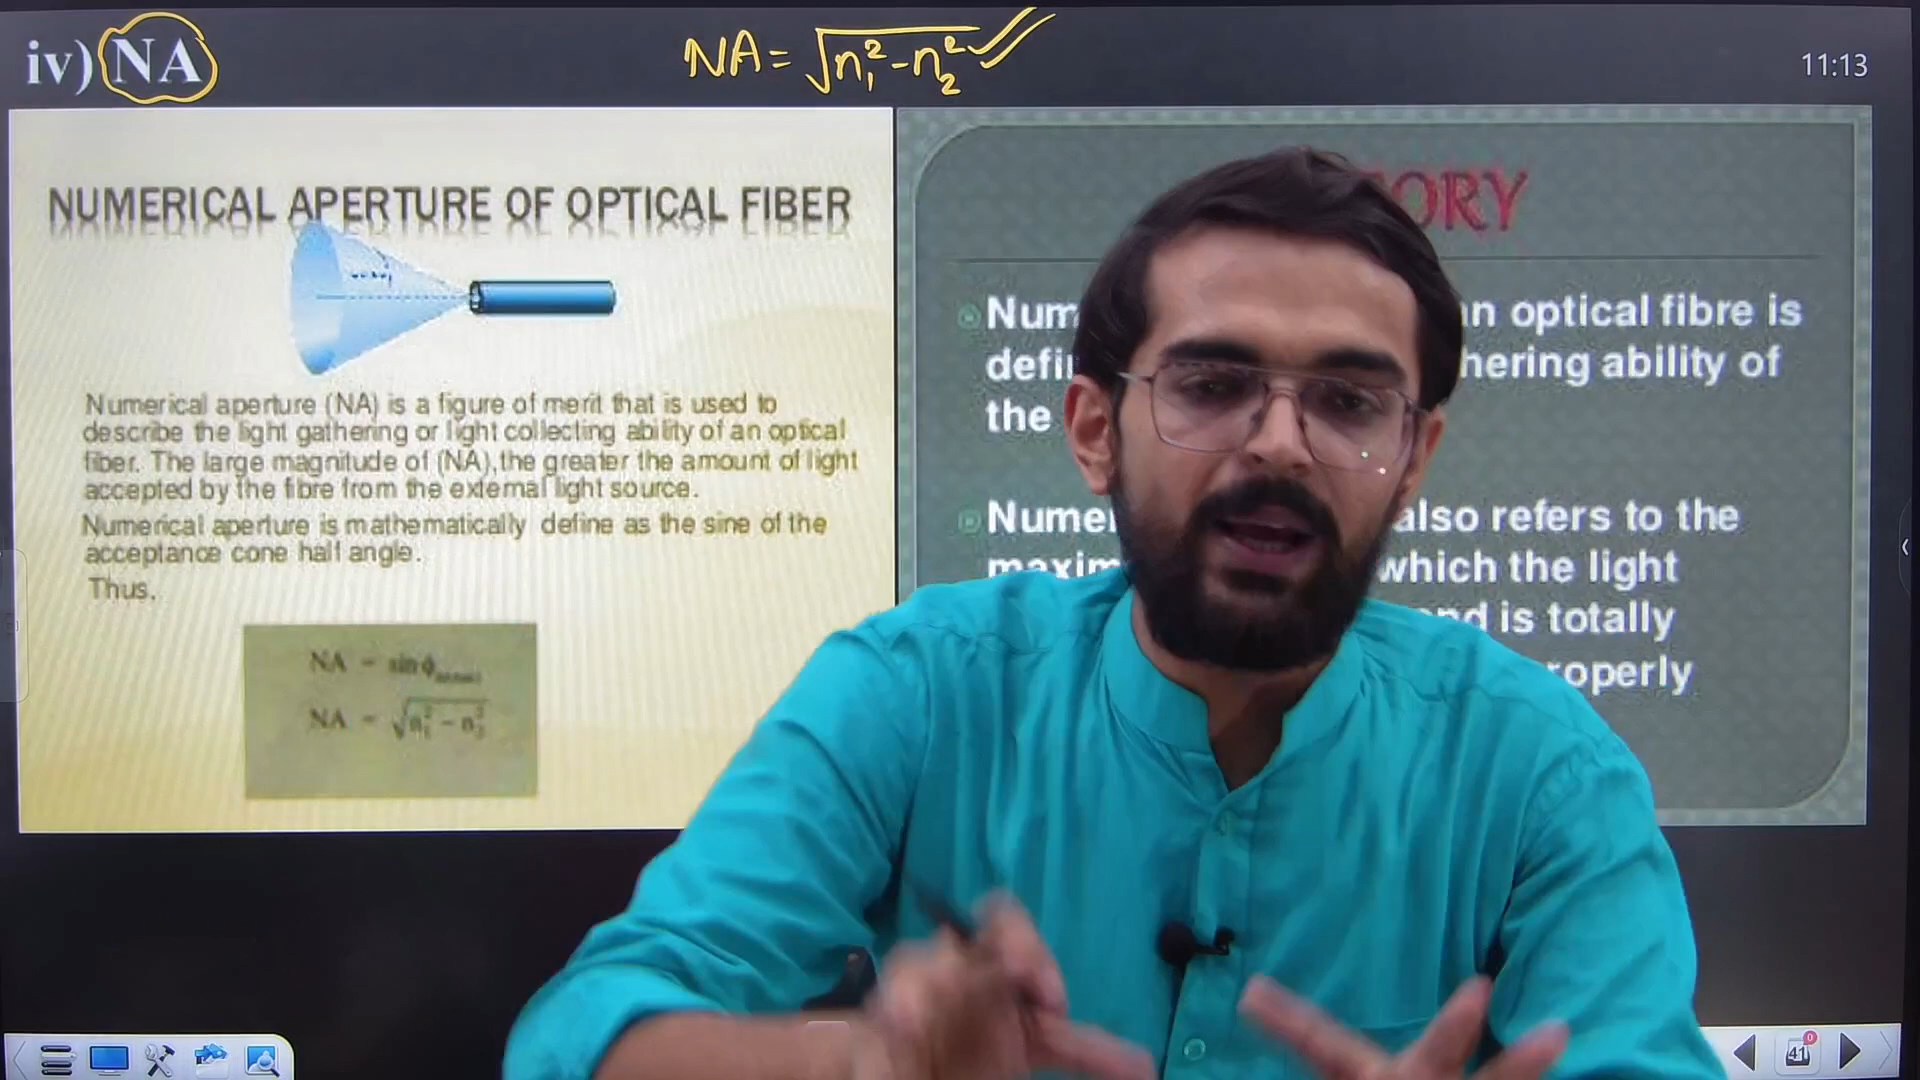 iv) NA
NA = √n₁² - n₂²
11:13
NUMERICAL APERTURE OF OPTICAL FIBER
Numerical aperture (NA) is a figure of merit that is used to
describe the light gathering or light collecting ability of an optical
fiber. The large magnitude of (NA),the greater the amount of light
accepted by the fibre from the external light source.
Numerical aperture is mathematically define as the sine of the
acceptance cone half angle.
Thus,
NA = sin ϕ
NA = √n₁² - n₂²
in optical fibre is
hering ability of
the
also refers to the
which the light
is totally
roperly
41
0